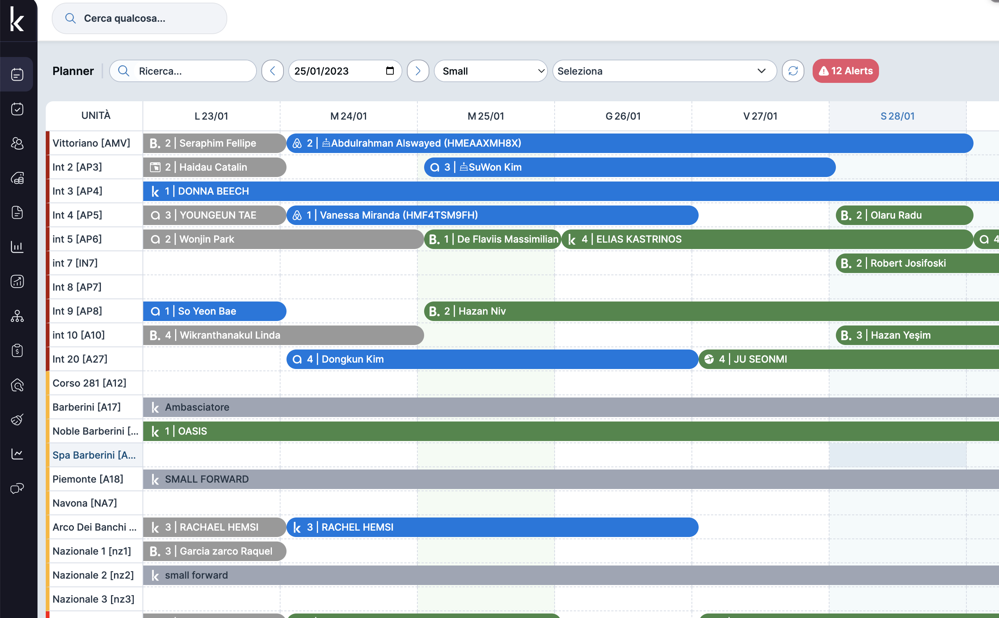 k
Cerca qualcosa...
Planner
Ricerca...
25/01/2023
Small
Seleziona
12 Alerts
UNITÀ
L 23/01
M 24/01
M 25/01
G 26/01
V 27/01
S 28/01
Vittoriano [AMV]
B. 2 | Seraphim Fellipe
2 | Abdulrahman Alswayed (HMEAAXMH8X)
Int 2 [AP3]
2 | Haidau Catalin
3 | SuWon Kim
Int 3 [AP4]
k 1 | DONNA BEECH
Int 4 [AP5]
a 3 | YOUNGEUN TAE
1 | Vanessa Miranda (HMF4TSM9FH)
B. 2 | Olaru Radu
int 5 [AP6]
a 2 | Wonjin Park
B. 1 | De Flaviis Massimilian
k 4 | ELIAS KASTRINOS
a 4
int 7 [IN7]
B. 2 | Robert Josifoski
Int 8 [AP7]
Int 9 [AP8]
a 1 | So Yeon Bae
B. 2 | Hazan Niv
int 10 [A10]
B. 4 | Wikranthanakul Linda
B. 3 | Hazan Yeşim
Int 20 [A27]
a 4 | Dongkun Kim
4 | JU SEONMI
Corso 281 [A12]
Barberini [A17]
k Ambasciatore
Noble Barberini [...
k 1 | OASIS
Spa Barberini [A...
Piemonte [A18]
k SMALL FORWARD
Navona [NA7]
Arco Dei Banchi ...
k 3 | RACHAEL HEMSI
k 3 | RACHEL HEMSI
Nazionale 1 [nz1]
B. 3 | Garcia zarco Raquel
Nazionale 2 [nz2]
k small forward
Nazionale 3 [nz3]